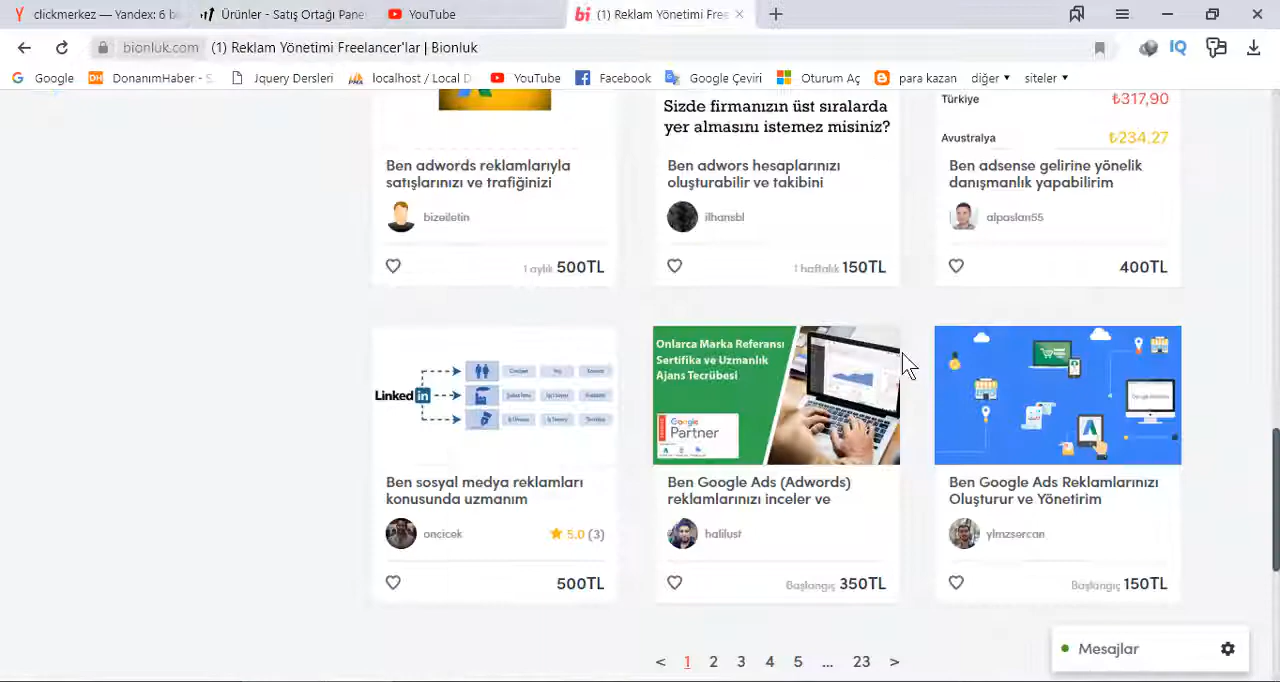 clickmerkez — Yandex: 6 b
Ürünler - Satış Ortağı Pane
YouTube
(1) Reklam Yönetimi Free
bionluk.com
(1) Reklam Yönetimi Freelancer'lar | Bionluk
IQ
Google
DonanımHaber - S
Jquery Dersleri
localhost / Local D
YouTube
Facebook
Google Çeviri
Oturum Aç
para kazan
diğer
siteler
Sizde firmanızın üst sıralarda
yer almasını istemez misiniz?
Türkiye ₺317,90
Avustralya ₺234,27
Ben adwords reklamlarıyla
satışlarınızı ve trafiğinizi
bizeiletin
1 aylık 500TL
Ben adwors hesaplarınızı
oluşturabilir ve takibini
ilhansbl
1 haftalık 150TL
Ben adsense gelirine yönelik
danışmanlık yapabilirim
alpaslan55
400TL
Linked in
Ben sosyal medya reklamları
konusunda uzmanım
oncicek
5.0 (3)
500TL
Onlarca Marka Referansı
Sertifika ve Uzmanlık
Ajans Tecrübesi
Google
Partner
Ben Google Ads (Adwords)
reklamlarınızı inceler ve
halilust
Başlangıç 350TL
Ben Google Ads Reklamlarınızı
Oluşturur ve Yönetirim
ylmzsercan
Başlangıç 150TL
< 1 2 3 4 5 ... 23 >
Mesajlar